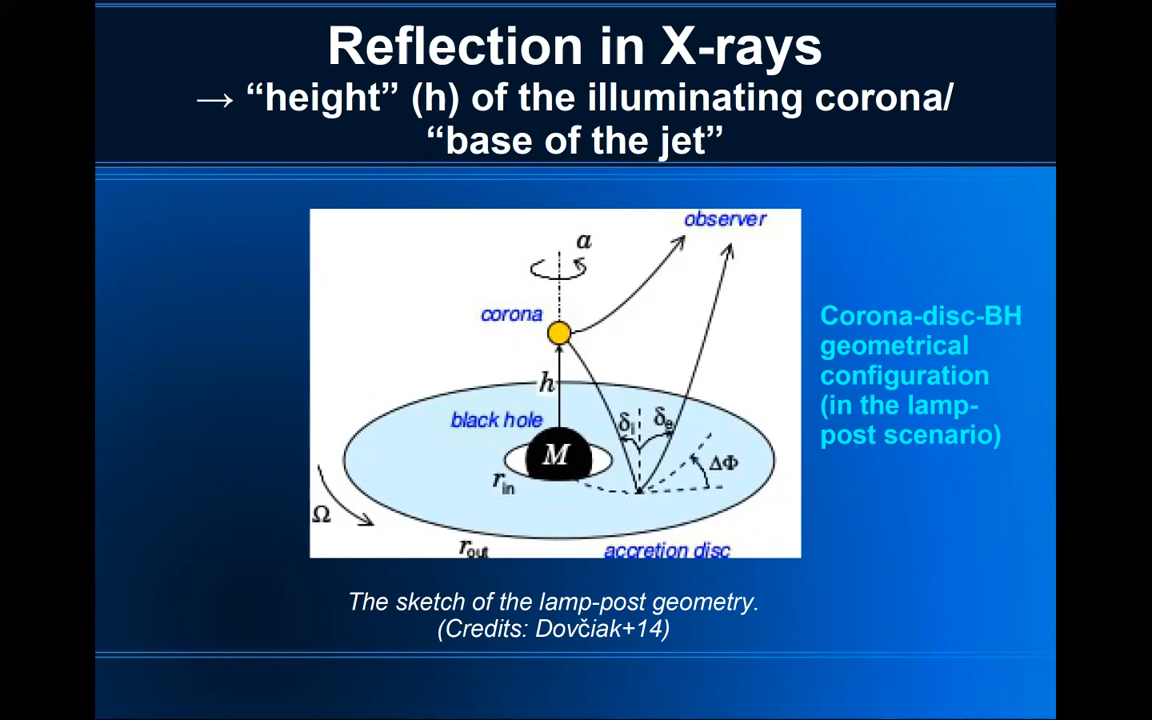 Reflection in X-rays
→ “height” (h) of the illuminating corona/
“base of the jet”
observer
a
corona
h
black hole
M
r_in
δ_i δ_e
ΔΦ
Ω
r_out
accretion disc
Corona-disc-BH
geometrical
configuration
(in the lamp-
post scenario)
The sketch of the lamp-post geometry.
(Credits: Dovčiak+14)